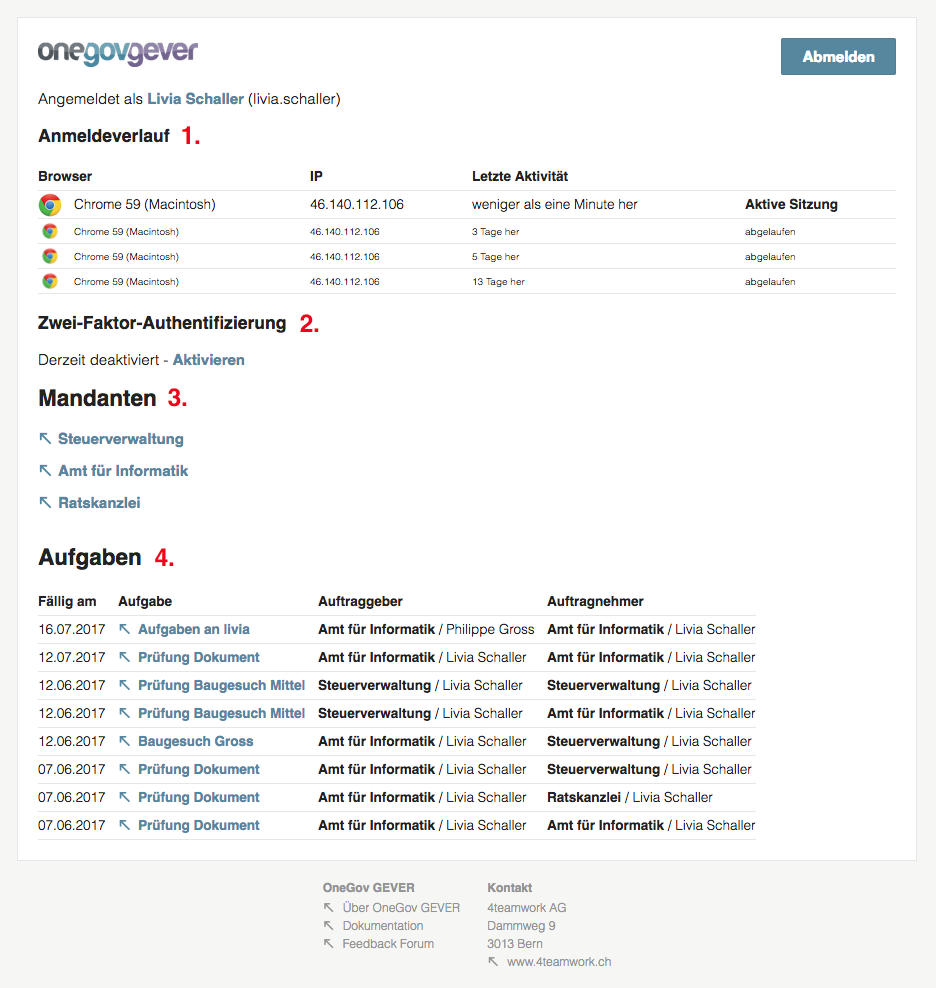 onegovgever
Abmelden
Angemeldet als Livia Schaller (livia.schaller)
Anmeldeverlauf 1.
Browser IP Letzte Aktivität
Chrome 59 (Macintosh) 46.140.112.106 weniger als eine Minute her Aktive Sitzung
Chrome 59 (Macintosh) 46.140.112.106 3 Tage her abgelaufen
Chrome 59 (Macintosh) 46.140.112.106 5 Tage her abgelaufen
Chrome 59 (Macintosh) 46.140.112.106 13 Tage her abgelaufen
Zwei-Faktor-Authentifizierung 2.
Derzeit deaktiviert - Aktivieren
Mandanten 3.
Steuerverwaltung
Amt für Informatik
Ratskanzlei
Aufgaben 4.
Fällig am Aufgabe Auftraggeber Auftragnehmer
16.07.2017 Aufgaben an livia Amt für Informatik / Philippe Gross Amt für Informatik / Livia Schaller
12.07.2017 Prüfung Dokument Amt für Informatik / Livia Schaller Amt für Informatik / Livia Schaller
12.06.2017 Prüfung Baugesuch Mittel Steuerverwaltung / Livia Schaller Steuerverwaltung / Livia Schaller
12.06.2017 Prüfung Baugesuch Mittel Steuerverwaltung / Livia Schaller Amt für Informatik / Livia Schaller
12.06.2017 Baugesuch Gross Amt für Informatik / Livia Schaller Steuerverwaltung / Livia Schaller
07.06.2017 Prüfung Dokument Amt für Informatik / Livia Schaller Steuerverwaltung / Livia Schaller
07.06.2017 Prüfung Dokument Amt für Informatik / Livia Schaller Ratskanzlei / Livia Schaller
07.06.2017 Prüfung Dokument Amt für Informatik / Livia Schaller Amt für Informatik / Livia Schaller
OneGov GEVER
Über OneGov GEVER
Dokumentation
Feedback Forum
Kontakt
4teamwork AG
Dammweg 9
3013 Bern
www.4teamwork.ch